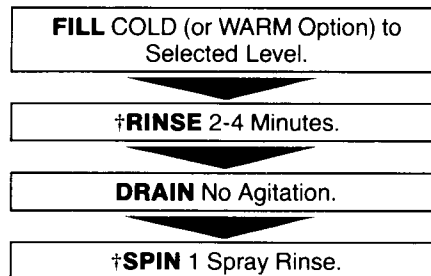 FILL COLD (or WARM Option) to
Selected Level.
†RINSE 2-4 Minutes.
DRAIN No Agitation.
†SPIN 1 Spray Rinse.